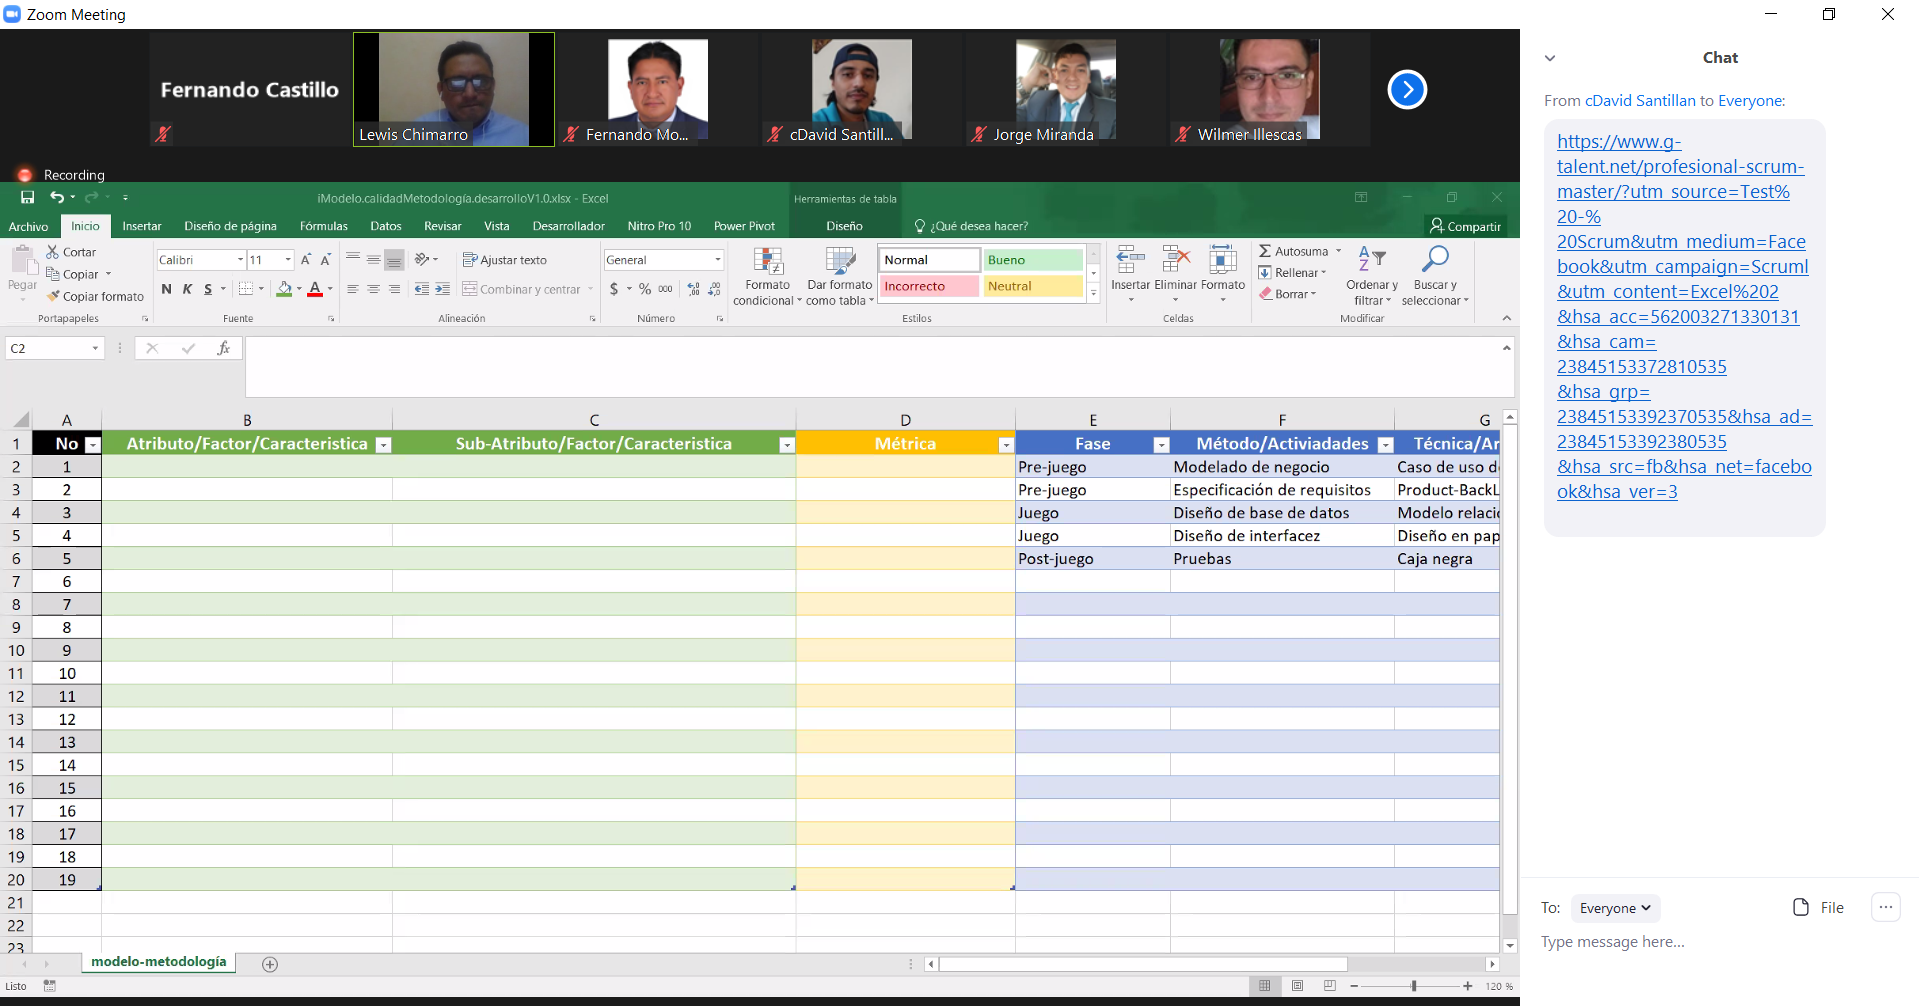 Zoom Meeting
Fernando Castillo
Lewis Chimarro
Fernando Mo...
cDavid Santill...
Jorge Miranda
Wilmer Illescas
Recording
iModelo.calidadMetodología.desarrolloV1.0.xlsx - Excel
Herramientas de tabla
Archivo Inicio Insertar Diseño de página Fórmulas Datos Revisar Vista Desarrollador Nitro Pro 10 Power Pivot Diseño ¿Qué desea hacer? Compartir
Pegar
Cortar
Copiar
Copiar formato
Portapapeles
Calibri 11
N K S
Fuente
Ajustar texto
Combinar y centrar
Alineación
General
$ % 000
Número
Formato condicional
Dar formato como tabla
Normal Bueno
Incorrecto Neutral
Estilos
Insertar Eliminar Formato
Celdas
Autosuma
Rellenar
Borrar
Ordenar y filtrar
Buscar y seleccionar
Modificar
C2
fx
A B C D E F G
1 No Atributo/Factor/Caracteristica Sub-Atributo/Factor/Caracteristica Métrica Fase Método/Activiadades Técnica/Ar
2 1 Pre-juego Modelado de negocio Caso de uso d
3 2 Pre-juego Especificación de requisitos Product-BackL
4 3 Juego Diseño de base de datos Modelo relaci
5 4 Juego Diseño de interfacez Diseño en pap
6 5 Post-juego Pruebas Caja negra
7 6
8 7
9 8
10 9
11 10
12 11
13 12
14 13
15 14
16 15
17 16
18 17
19 18
20 19
21
22
23
modelo-metodología
Listo
120 %
Chat
From cDavid Santillan to Everyone:
https://www.g-
talent.net/profesional-scrum-
master/?utm_source=Test%
20-%
20Scrum&utm_medium=Face
book&utm_campaign=ScrumI
&utm_content=Excel%202
&hsa_acc=562003271330131
&hsa_cam=
23845153372810535
&hsa_grp=
23845153392370535&hsa_ad=
23845153392380535
&hsa_src=fb&hsa_net=facebo
ok&hsa_ver=3
To: Everyone File
Type message here...